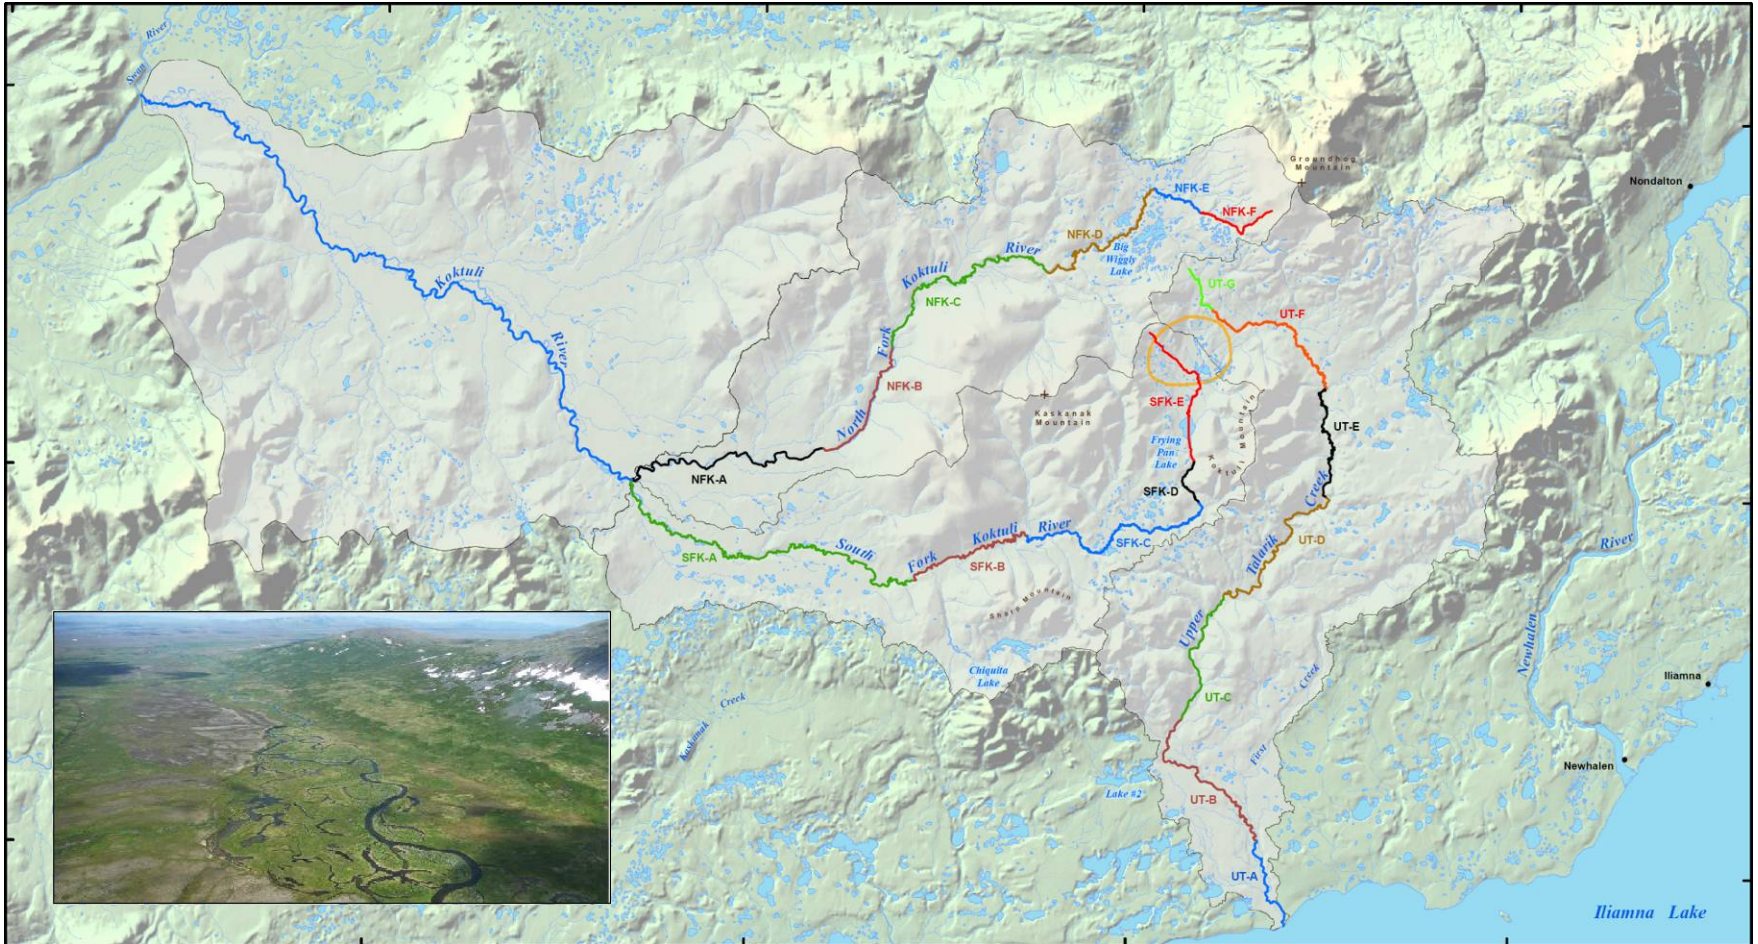 Swan River
Groundhog
Mountain
Nondalton
NFK-E
NFK-F
NFK-D
Big
Wiggly
Lake
Koktuli River
NFK-C
Koktuli
River
UT-G
UT-F
North Fork
NFK-B
SFK-E
Kaskanak
Mountain
Koktuli Mountain
UT-E
Frying
Pan
Lake
NFK-A
SFK-D
Creek
South Fork Koktuli River
SFK-A
SFK-B
SFK-C
UT-D
Talarik
River
Sharp Mountain
Upper
Newhalen
Chiquita
Lake
Creek
Iliamna
UT-C
Kaskanak Creek
First
Newhalen
Lake #2
UT-B
UT-A
Iliamna Lake